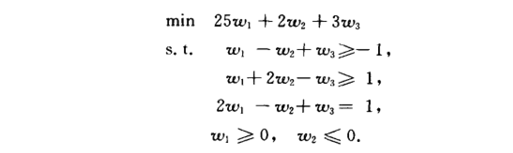 min 25w₁ + 2w₂ + 3w₃
s. t. w₁ − w₂ + w₃ ⩾ − 1,
w₁ + 2w₂ − w₃ ⩾ 1,
2w₁ − w₂ + w₃ = 1,
w₁ ⩾ 0, w₂ ⩽ 0.